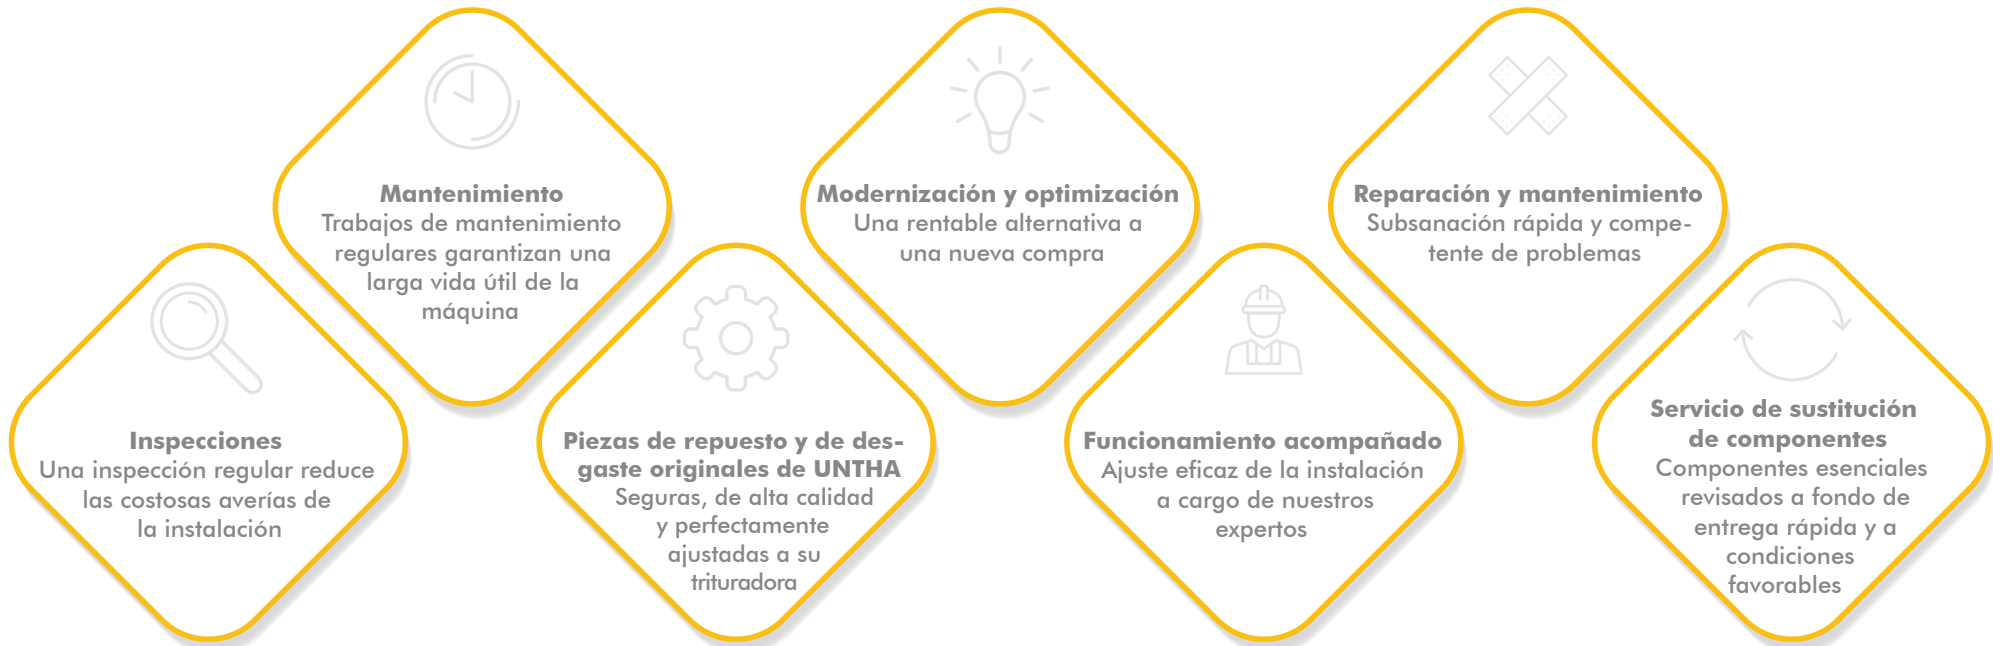 Mantenimiento
Trabajos de mantenimiento
regulares garantizan una
larga vida útil de la
máquina
Modernización y optimización
Una rentable alternativa a
una nueva compra
Reparación y mantenimiento
Subsanación rápida y compe-
tente de problemas
Inspecciones
Una inspección regular reduce
las costosas averías de
la instalación
Piezas de repuesto y de des-
gaste originales de UNTHA
Seguras, de alta calidad
y perfectamente
ajustadas a su
trituradora
Funcionamiento acompañado
Ajuste eficaz de la instalación
a cargo de nuestros
expertos
Servicio de sustitución
de componentes
Componentes esenciales
revisados a fondo de
entrega rápida y a
condiciones
favorables